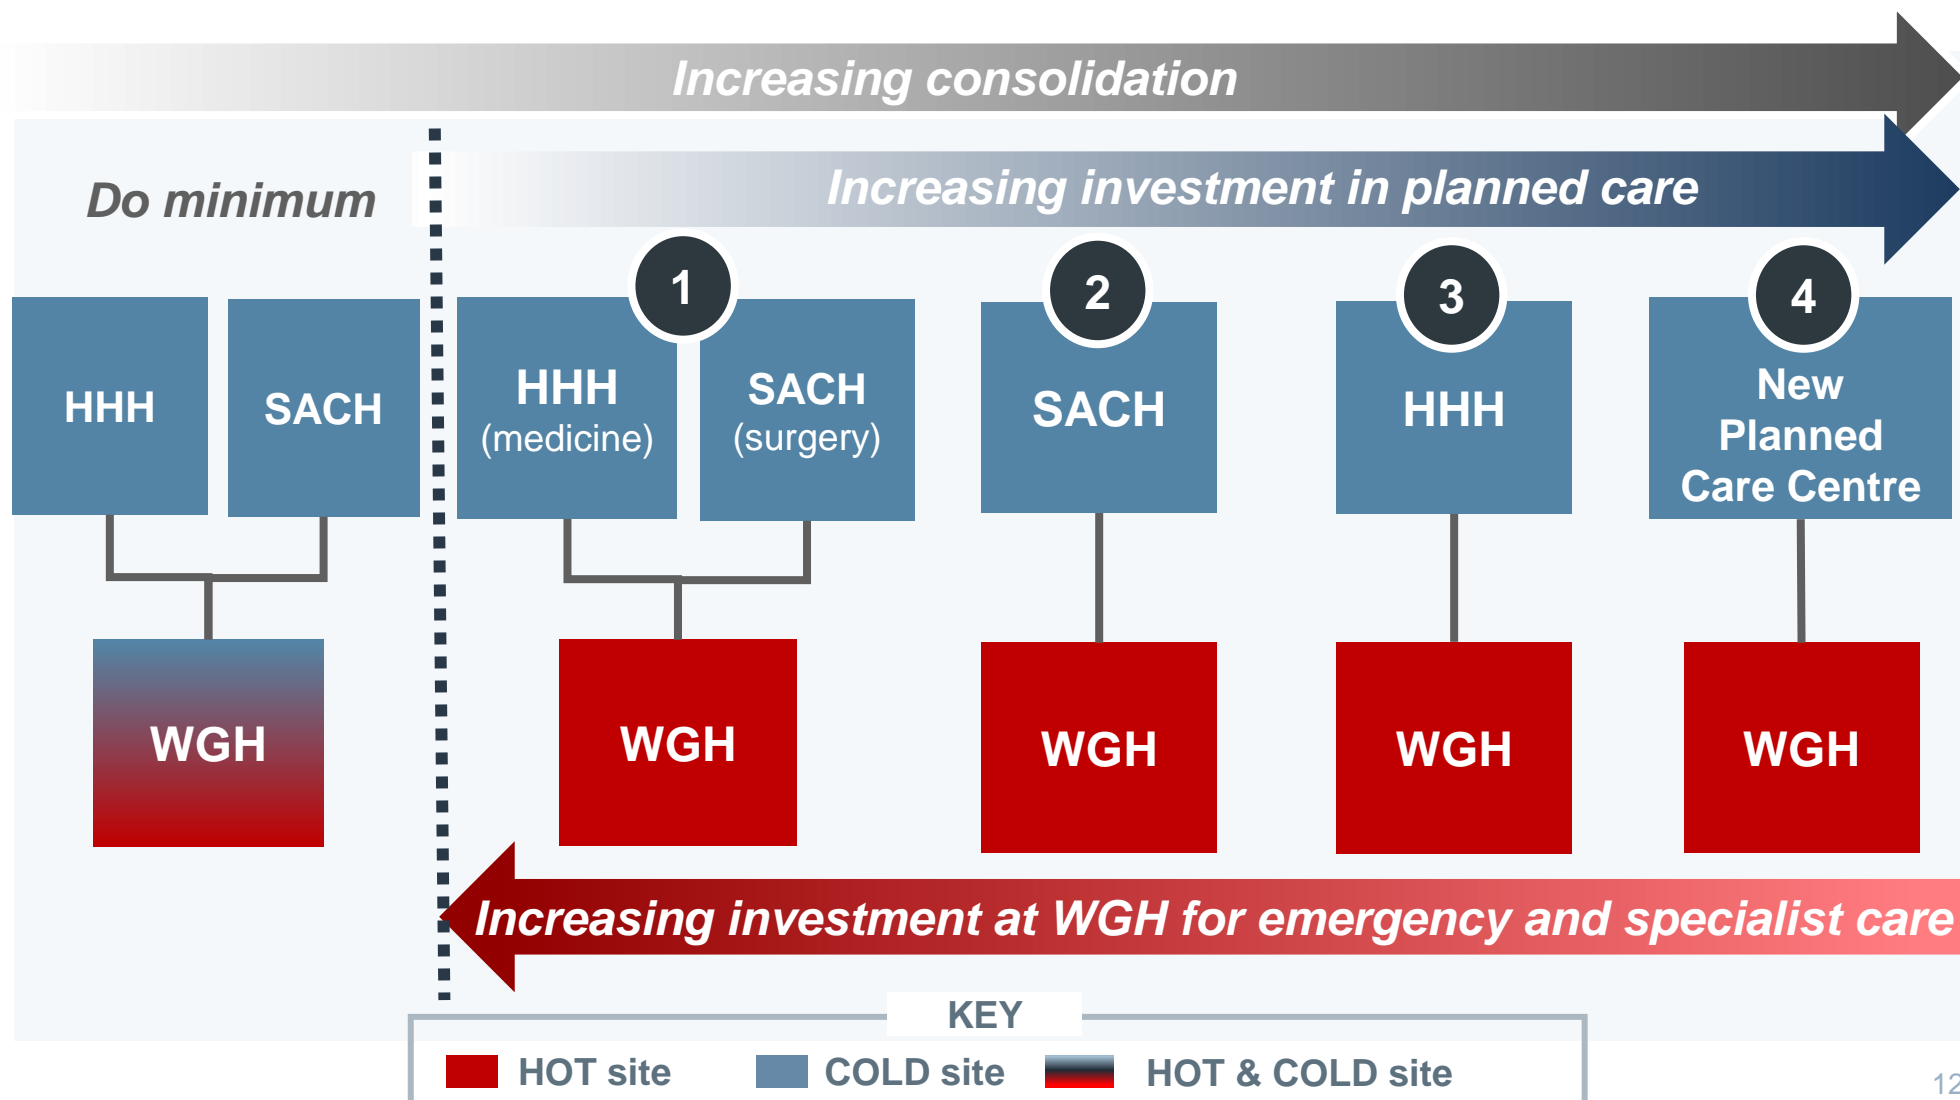 Increasing consolidation
Do minimum
Increasing investment in planned care
1
2
3
4
HHH
SACH
HHH
(medicine)
SACH
(surgery)
SACH
HHH
New
Planned
Care Centre
WGH
WGH
WGH
WGH
WGH
Increasing investment at WGH for emergency and specialist care
KEY
HOT site
COLD site
HOT & COLD site
12